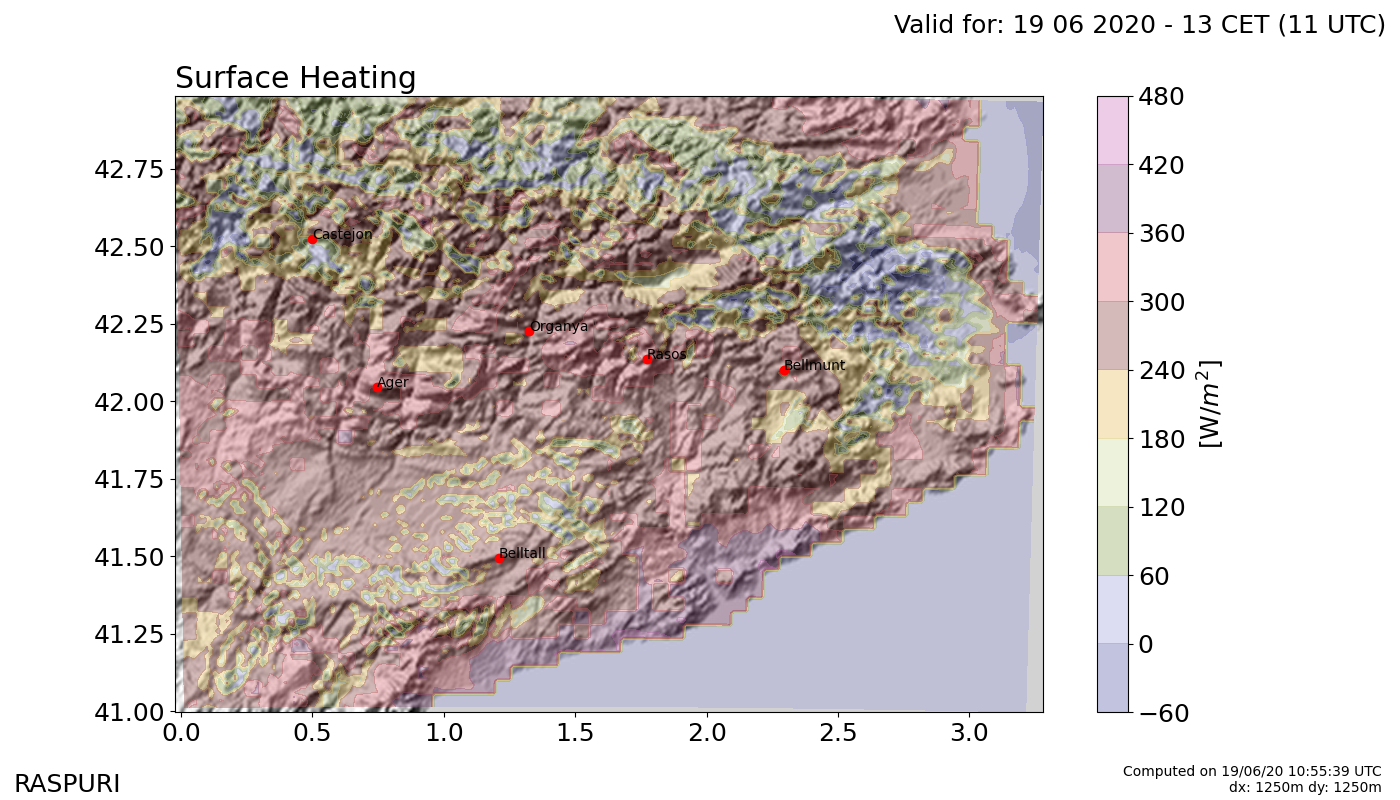 Valid for: 19 06 2020 - 13 CET (11 UTC)
Surface Heating
42.75
42.50
42.25
42.00
41.75
41.50
41.25
41.00
0.0 0.5 1.0 1.5 2.0 2.5 3.0
Castejon
Organya
Rasos
Bellmunt
Ager
Belltall
480
420
360
300
240
180
120
60
0
−60
[W/m²]
RASPURI
Computed on 19/06/20 10:55:39 UTC
dx: 1250m dy: 1250m